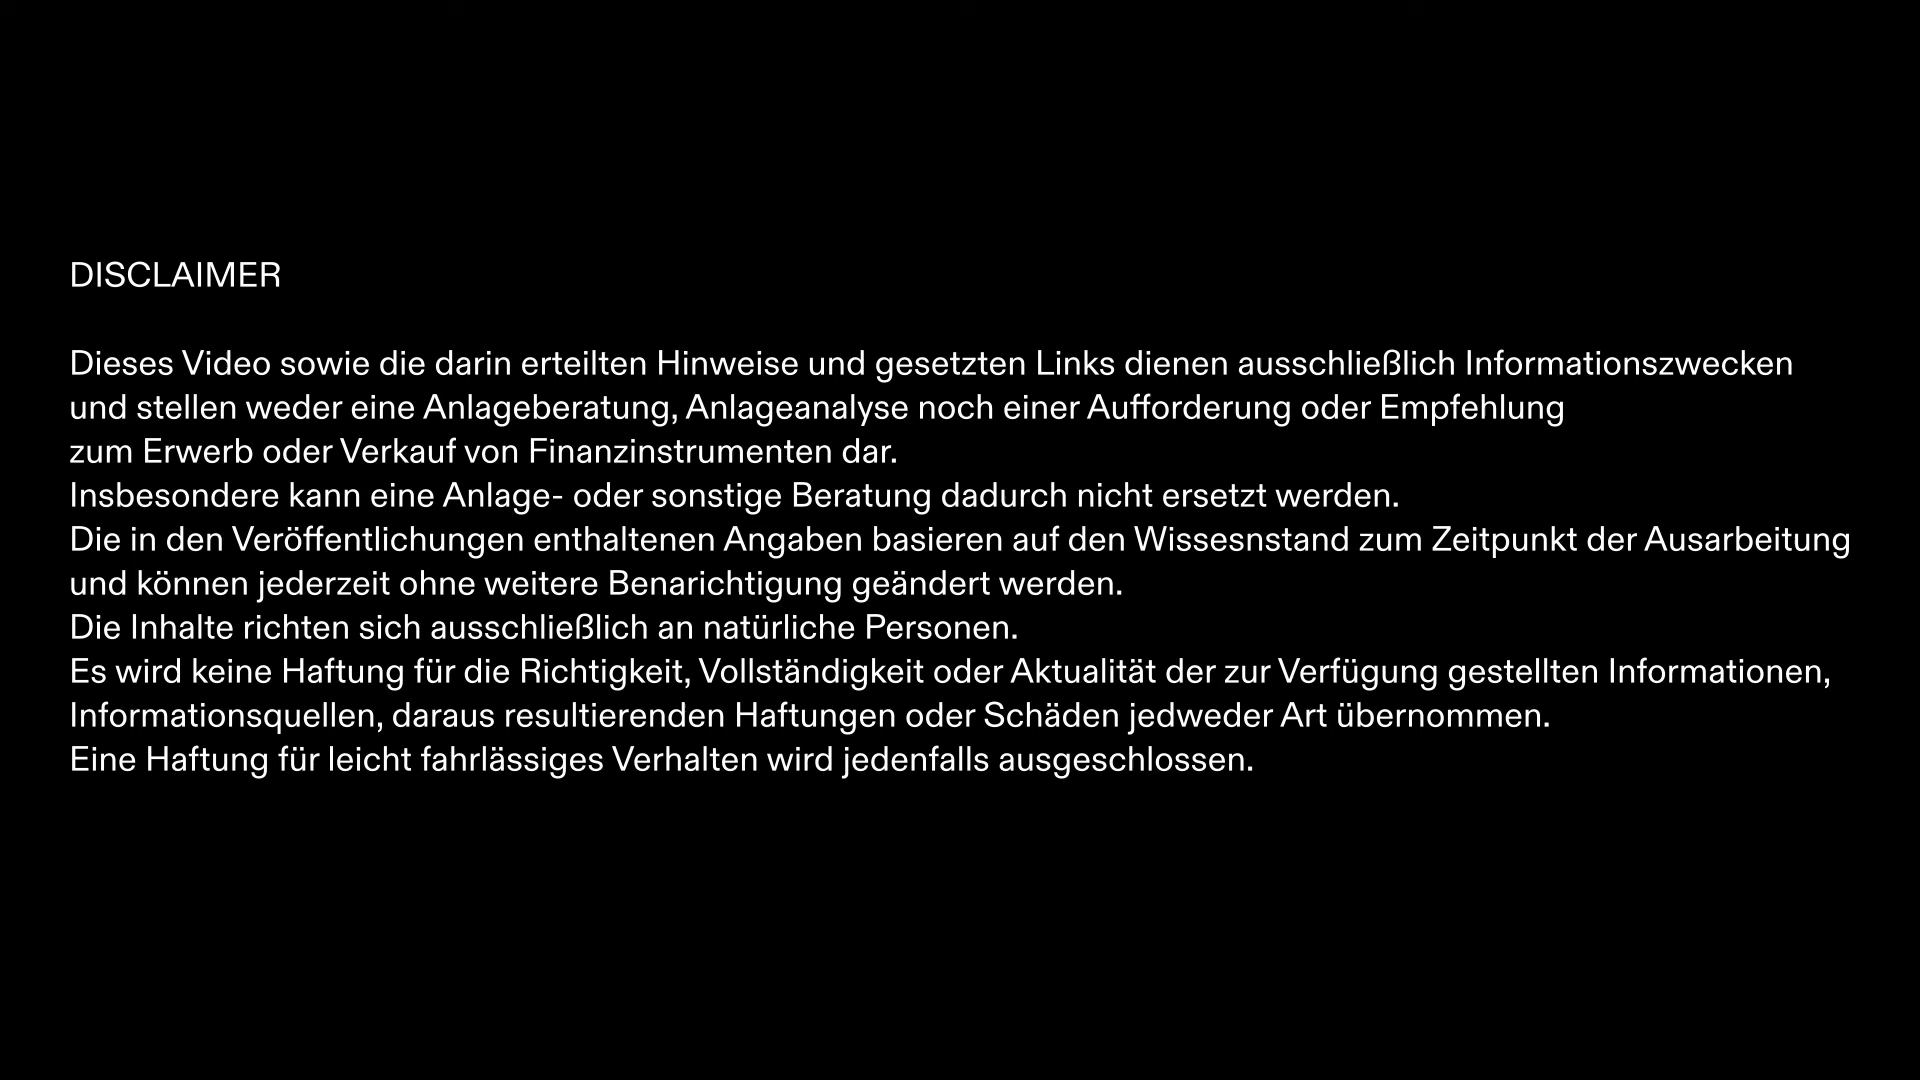 DISCLAIMER
Dieses Video sowie die darin erteilten Hinweise und gesetzten Links dienen ausschließlich Informationszwecken
und stellen weder eine Anlageberatung, Anlageanalyse noch einer Aufforderung oder Empfehlung
zum Erwerb oder Verkauf von Finanzinstrumenten dar.
Insbesondere kann eine Anlage- oder sonstige Beratung dadurch nicht ersetzt werden.
Die in den Veröffentlichungen enthaltenen Angaben basieren auf den Wissesnstand zum Zeitpunkt der Ausarbeitung
und können jederzeit ohne weitere Benarichtigung geändert werden.
Die Inhalte richten sich ausschließlich an natürliche Personen.
Es wird keine Haftung für die Richtigkeit, Vollständigkeit oder Aktualität der zur Verfügung gestellten Informationen,
Informationsquellen, daraus resultierenden Haftungen oder Schäden jedweder Art übernommen.
Eine Haftung für leicht fahrlässiges Verhalten wird jedenfalls ausgeschlossen.